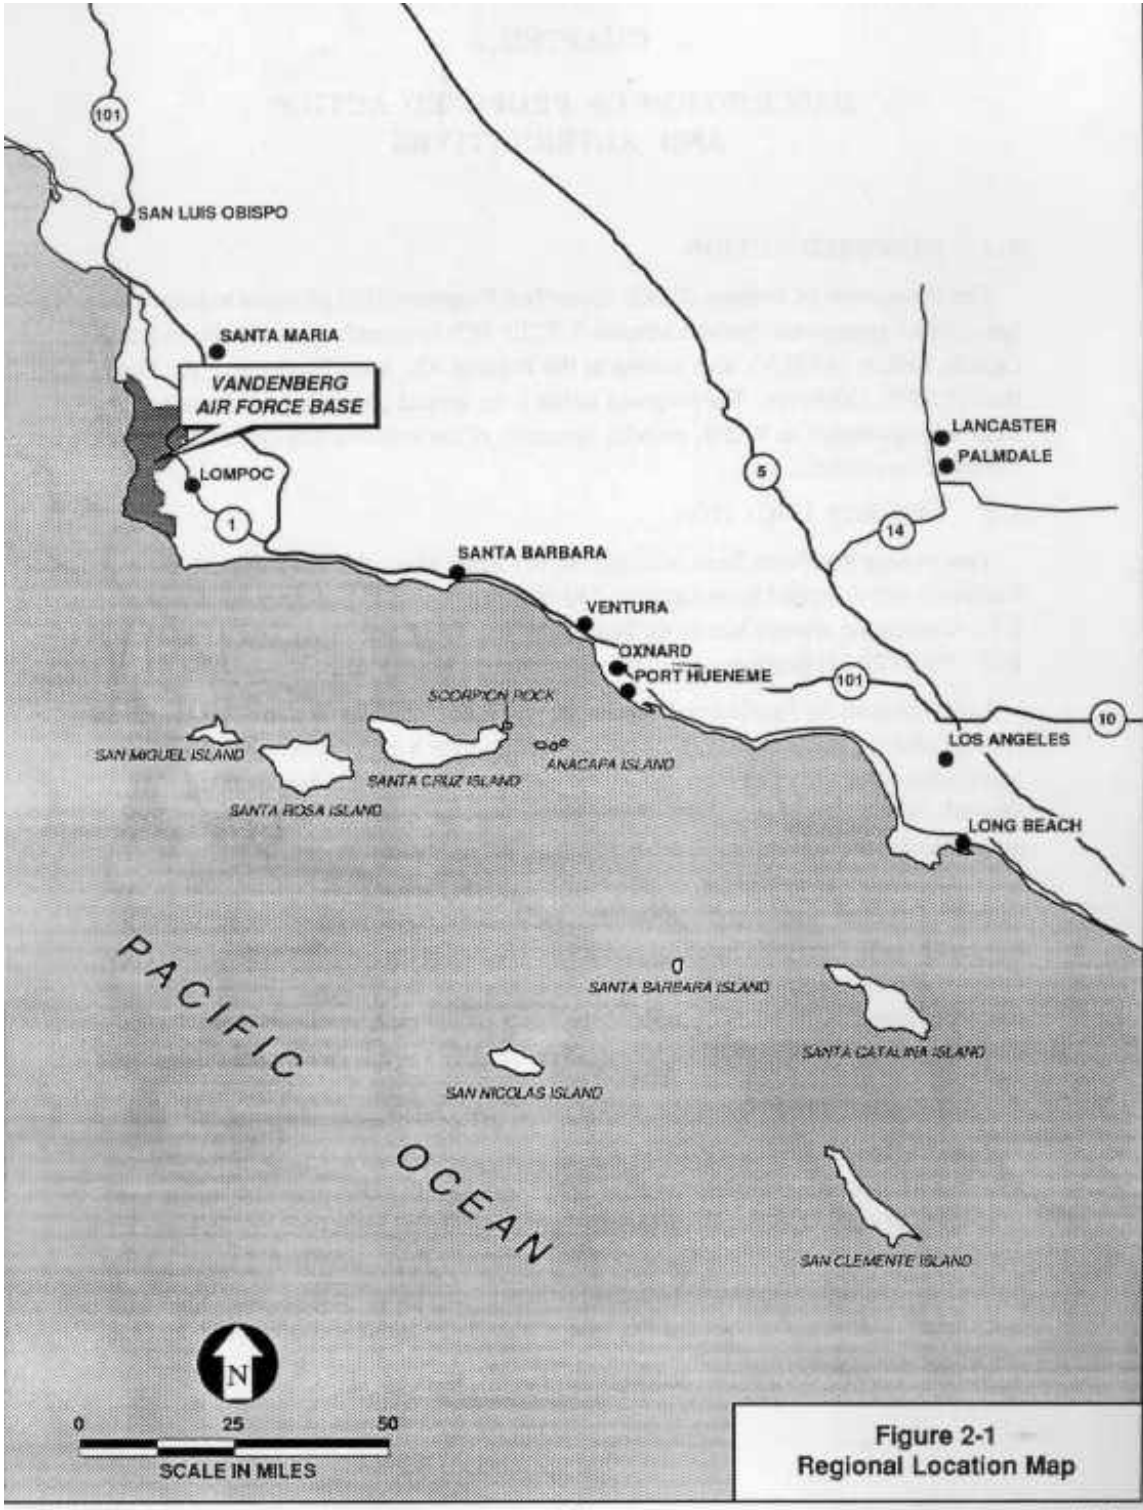 101
SAN LUIS OBISPO
SANTA MARIA
VANDENBERG
AIR FORCE BASE
LOMPOC
1
LANCASTER
PALMDALE
5
14
SANTA BARBARA
VENTURA
OXNARD
PORT HUENEME
101
10
SCORPION ROCK
SAN MIGUEL ISLAND
SANTA ROSA ISLAND
SANTA CRUZ ISLAND
ANACAPA ISLAND
LOS ANGELES
LONG BEACH
PACIFIC
OCEAN
SANTA BARBARA ISLAND
SANTA CATALINA ISLAND
SAN NICOLAS ISLAND
SAN CLEMENTE ISLAND
N
0 25 50
SCALE IN MILES
Figure 2-1
Regional Location Map